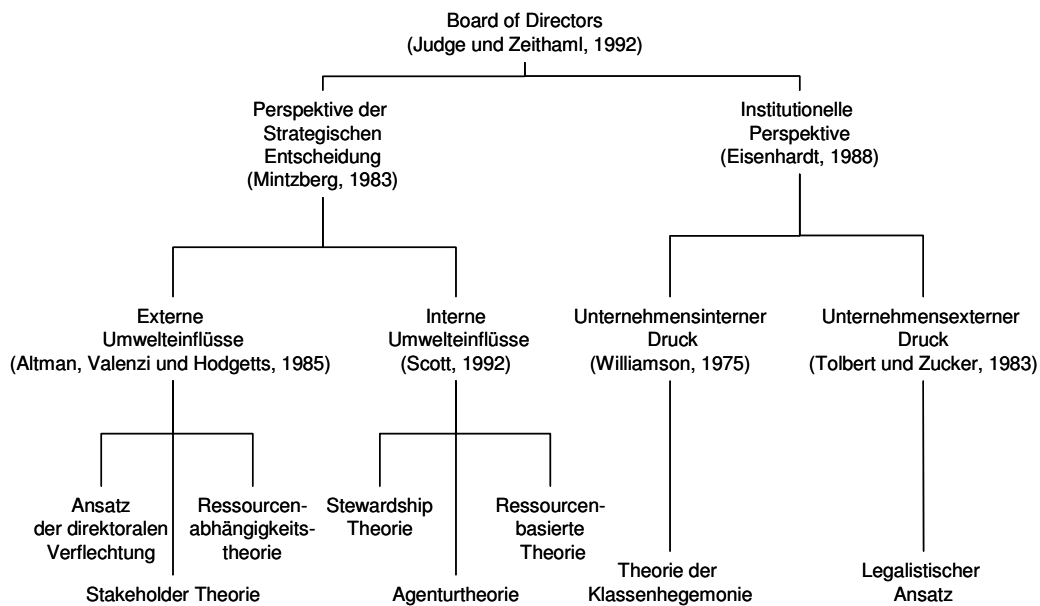 Board of Directors
(Judge und Zeithaml, 1992)
Perspektive der
Strategischen
Entscheidung
(Mintzberg, 1983)
Institutionelle
Perspektive
(Eisenhardt, 1988)
Externe
Umwelteinflüsse
(Altman, Valenzi und Hodgetts, 1985)
Interne
Umwelteinflüsse
(Scott, 1992)
Unternehmensinterner
Druck
(Williamson, 1975)
Unternehmensexterner
Druck
(Tolbert und Zucker, 1983)
Ansatz
der direktoralen
Verflechtung
Ressourcen-
abhängigkeits-
theorie
Stewardship
Theorie
Ressourcen-
basierte
Theorie
Stakeholder Theorie
Agenturtheorie
Theorie der
Klassenhegemonie
Legalistischer
Ansatz